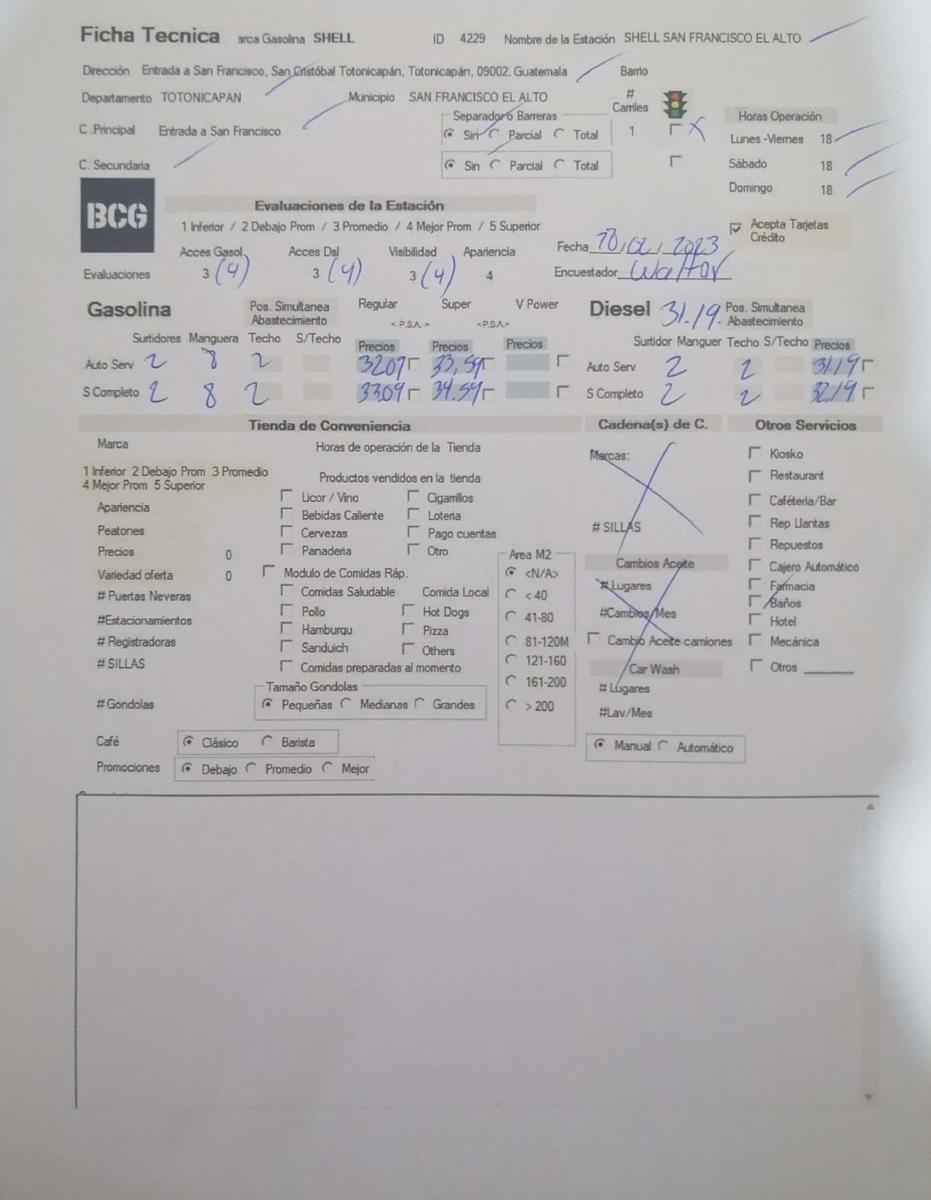 Ficha Tecnica arca Gasolina SHELL ID 4229 Nombre de la Estación SHELL SAN FRANCISCO EL ALTO
Dirección Entrada a San Francisco, San Cristóbal Totonicapán, Totonicapán, 09002, Guatemala Barrio
Departamento TOTONICAPAN Municipio SAN FRANCISCO EL ALTO # Carriles
Separador o Barreras Horas Operación
C .Principal Entrada a San Francisco Sin Parcial Total 1 X Lunes -Viernes 18
C. Secundaria Sin Parcial Total Sábado 18
Domingo 18
BCG
Evaluaciones de la Estación
1 Inferior / 2 Debajo Prom / 3 Promedio / 4 Mejor Prom / 5 Superior
Acepta Tarjetas Crédito
Acces Gasol Acces Dsl Visibilidad Apariencia Fecha /02/2023
Evaluaciones 3 (4) 3 (4) 3 (4) 4 Encuestador Walter
Gasolina Pos. Simultanea Abastecimiento Regular Super V Power Diesel 31.19. Pos. Simultanea Abastecimiento
<P.S.A.> <P.S.A>
Surtidores Manguera Techo S/Techo Precios Precios Precios Surtidor Manguer Techo S/Techo Precios
Auto Serv 2 8 2 32.09 33,59 Auto Serv 2 2 31.19
S Completo 2 8 2 33.09 34.59 S Completo 2 2 32.19
Tienda de Conveniencia Cadena(s) de C. Otros Servicios
Marca Horas de operación de la Tienda Marcas: Kiosko
1 Inferior 2 Debajo Prom 3 Promedio
4 Mejor Prom 5 Superior
Productos vendidos en la tienda Restaurant
Licor / Vino Cigarrillos Caféteria/Bar
Apariencia Bebidas Caliente Loteria
Peatones Cervezas Pago cuentas # SILLAS Rep Llantas
Precios 0 Panaderia Otro Area M2 Repuestos
Variedad oferta 0 Modulo de Comidas Ráp. <N/A> Cambios Aceite Cajero Automático
# Puertas Neveras Comidas Saludable Comida Local < 40 # Lugares Farmacia
#Estacionamientos Pollo Hot Dogs 41-80 #Cambios/Mes Baños
Hamburgu Pizza Hotel
# Registradoras Sanduich Others 81-120M Cambio Aceite camiones Mecánica
# SILLAS Comidas preparadas al momento 121-160 Car Wash Otros
Tamaño Gondolas 161-200 # Lugares
#Gondolas Pequeñas Medianas Grandes > 200 #Lav/Mes
Café Clásico Barista Manual Automático
Promociones Debajo Promedio Mejor